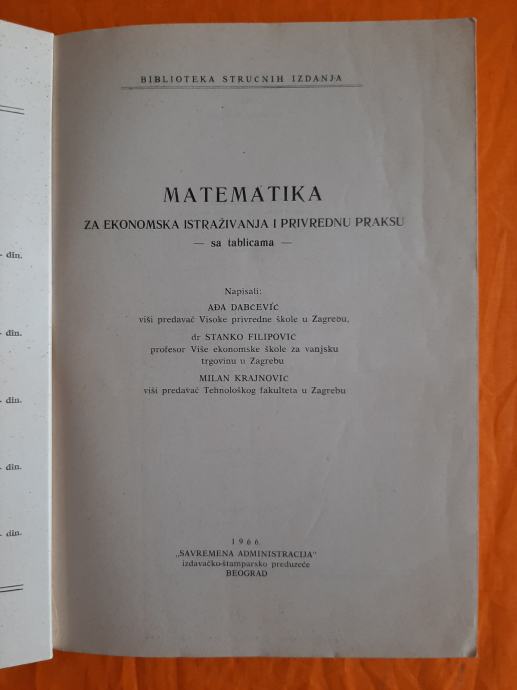 BIBLIOTEKA STRUČNIH IZDANJA
MATEMATIKA
ZA EKONOMSKA ISTRAŽIVANJA I PRIVREDNU PRAKSU
— sa tablicama —
Napisali:
AĐA DABČEVIĆ
viši predavač Visoke privredne škole u Zagrebu,
dr STANKO FILIPOVIĆ
profesor Više ekonomske škole za vanjsku
trgovinu u Zagrebu
MILAN KRAJNOVIĆ
viši predavač Tehnološkog fakulteta u Zagrebu
1966.
„SAVREMENA ADMINISTRACIJA"
izdavačko-štamparsko preduzeće
BEOGRAD
- din.
- din.
- din.
- din.
- din.